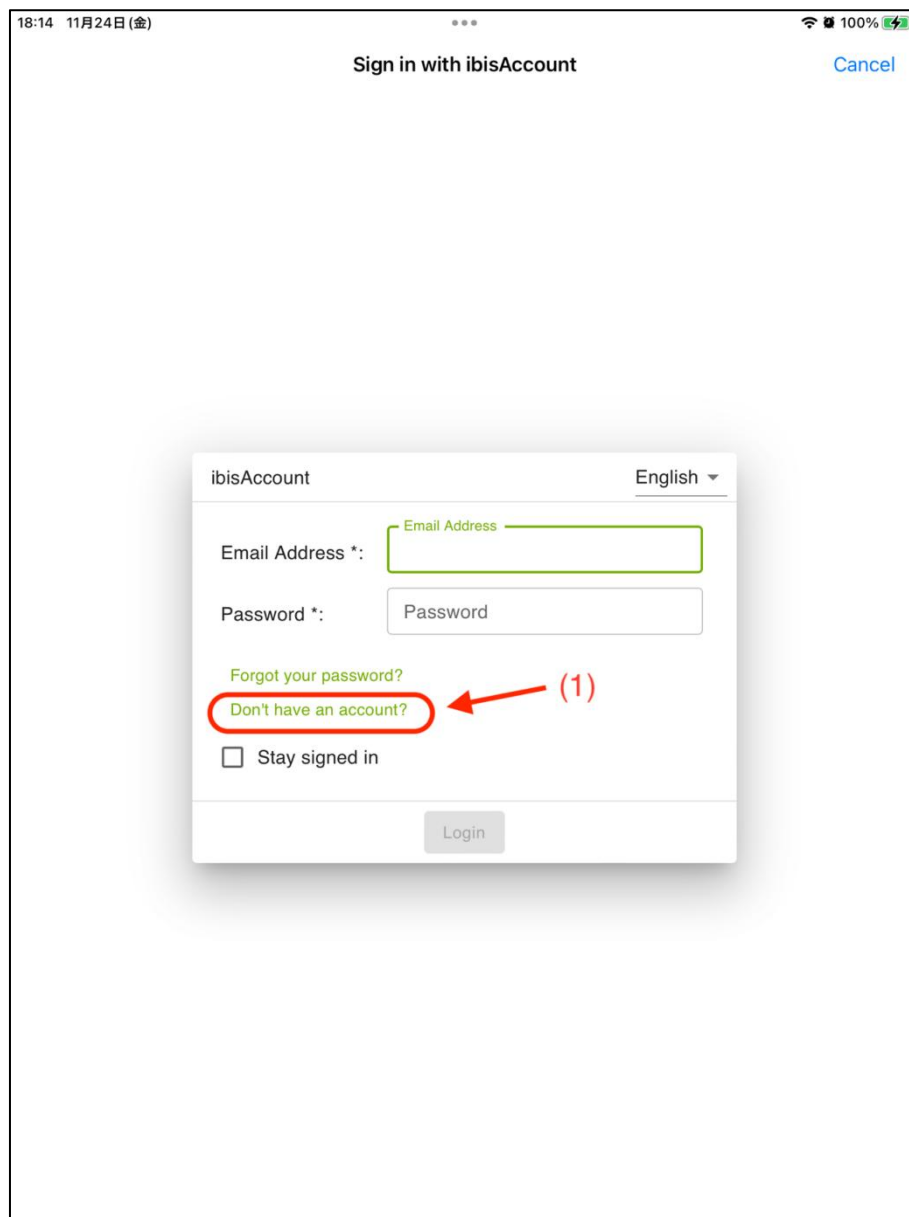 18:14 11月24日(金)
100%
Sign in with ibisAccount
Cancel
ibisAccount
English
Email Address
Email Address *:
Password *:
Password
Forgot your password?
Don't have an account?
(1)
Stay signed in
Login